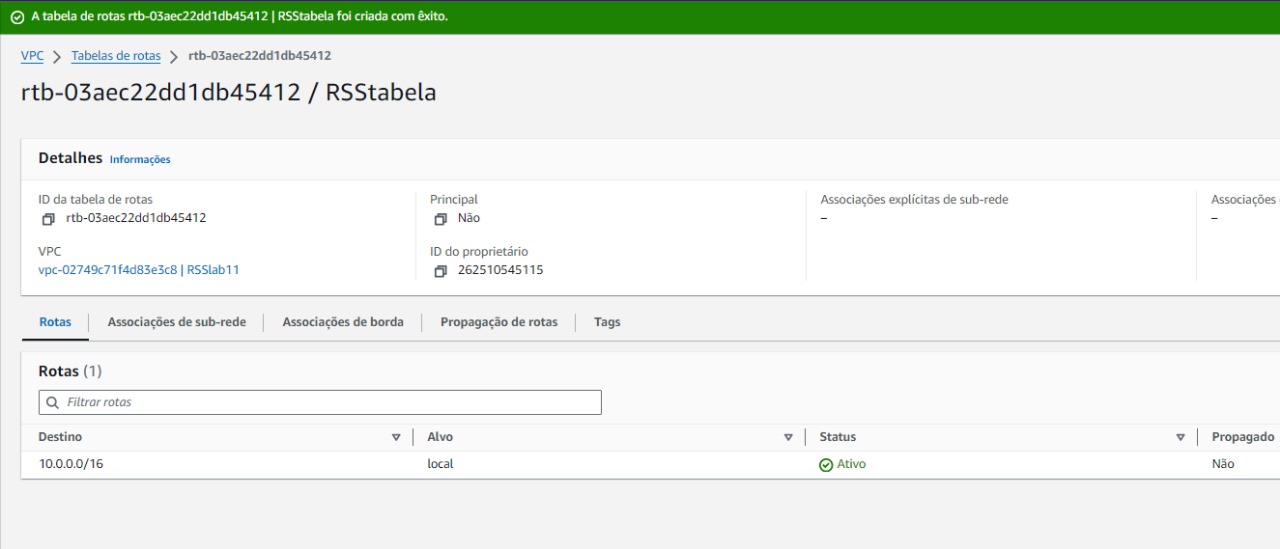 A tabela de rotas rtb-03aec22dd1db45412 | RSStabela foi criada com êxito.
VPC > Tabelas de rotas > rtb-03aec22dd1db45412
rtb-03aec22dd1db45412 / RSStabela
Detalhes Informações
ID da tabela de rotas
rtb-03aec22dd1db45412
Principal
Não
Associações explícitas de sub-rede
–
Associações
–
VPC
vpc-02749c71f4d83e3c8 | RSSlab11
ID do proprietário
262510545115
Rotas | Associações de sub-rede | Associações de borda | Propagação de rotas | Tags
Rotas (1)
Filtrar rotas
Destino Alvo Status Propagado
10.0.0.0/16 local Ativo Não